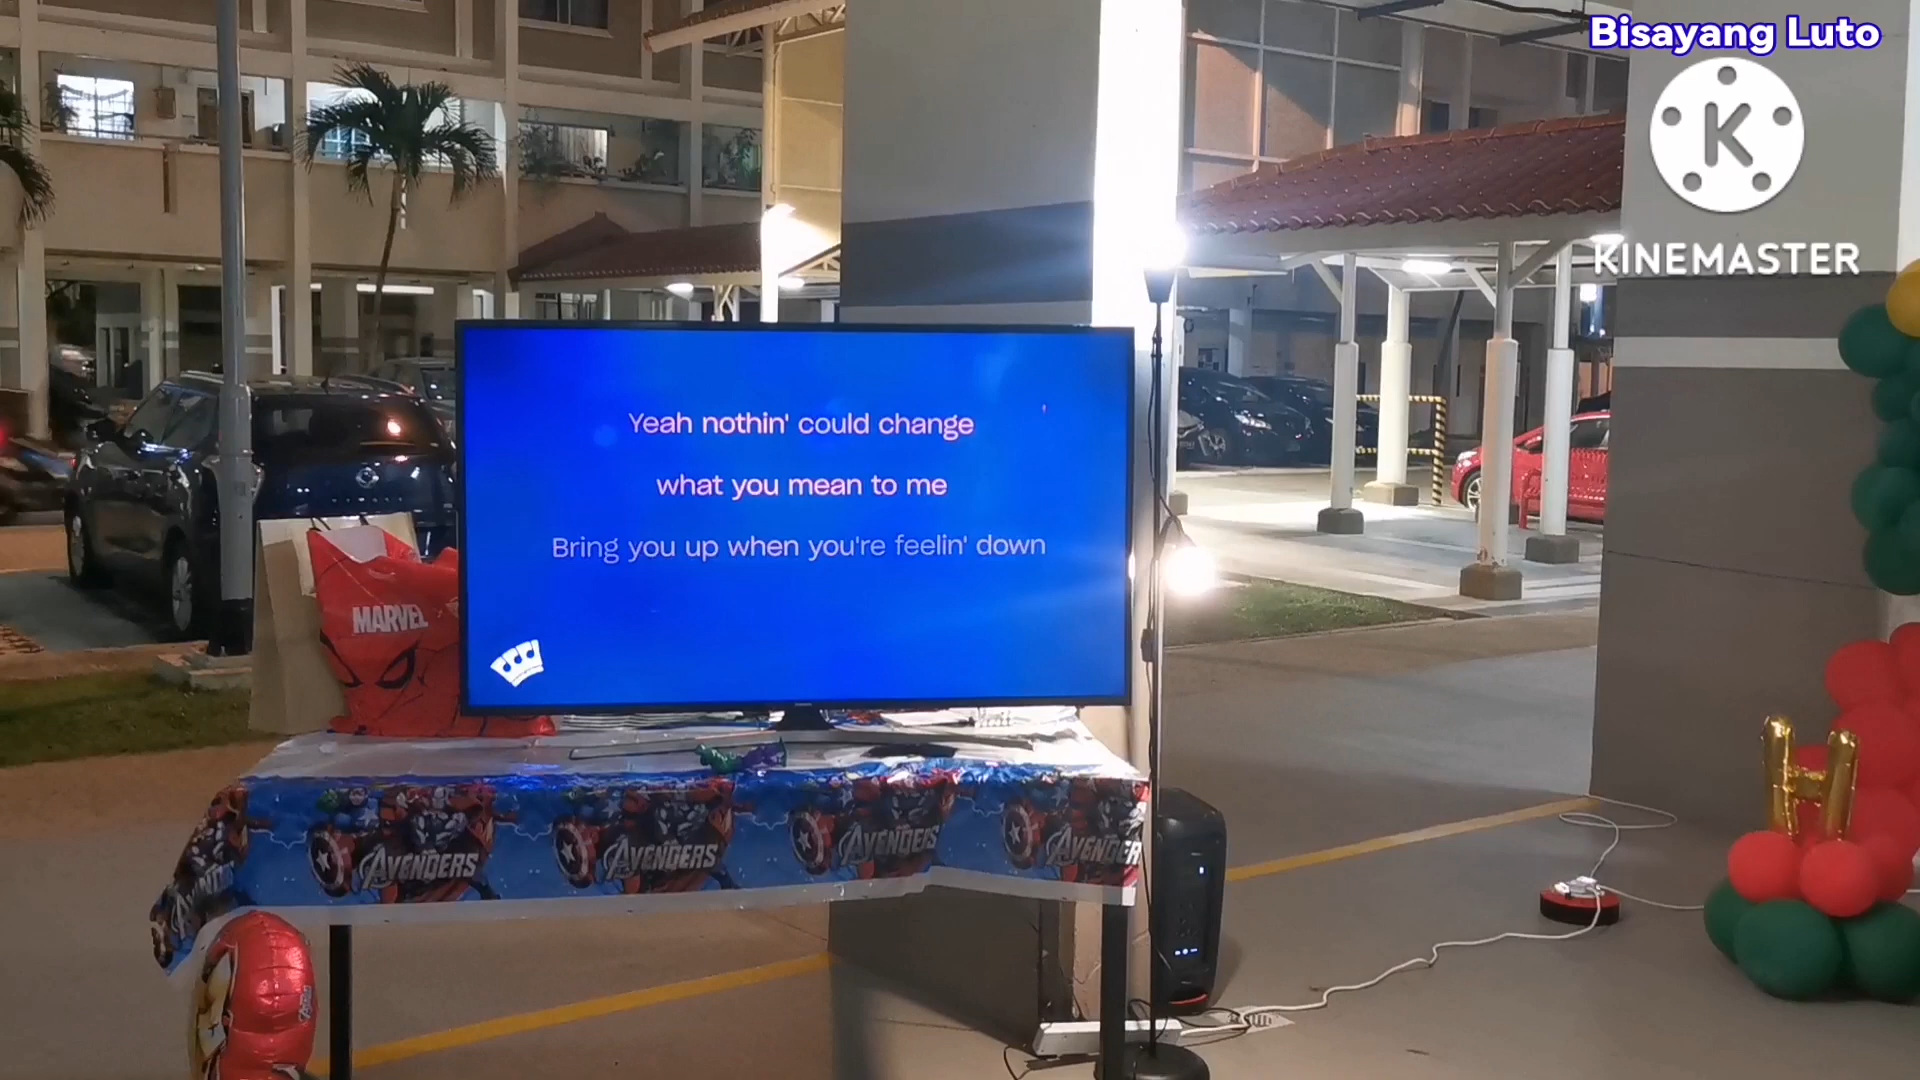 Bisayang Luto
K
KINEMASTER
Yeah nothin' could change
what you mean to me
Bring you up when you're feelin' down
MARVEL
AVENGERS
AVENGERS
AVENGERS
AVENGER
H